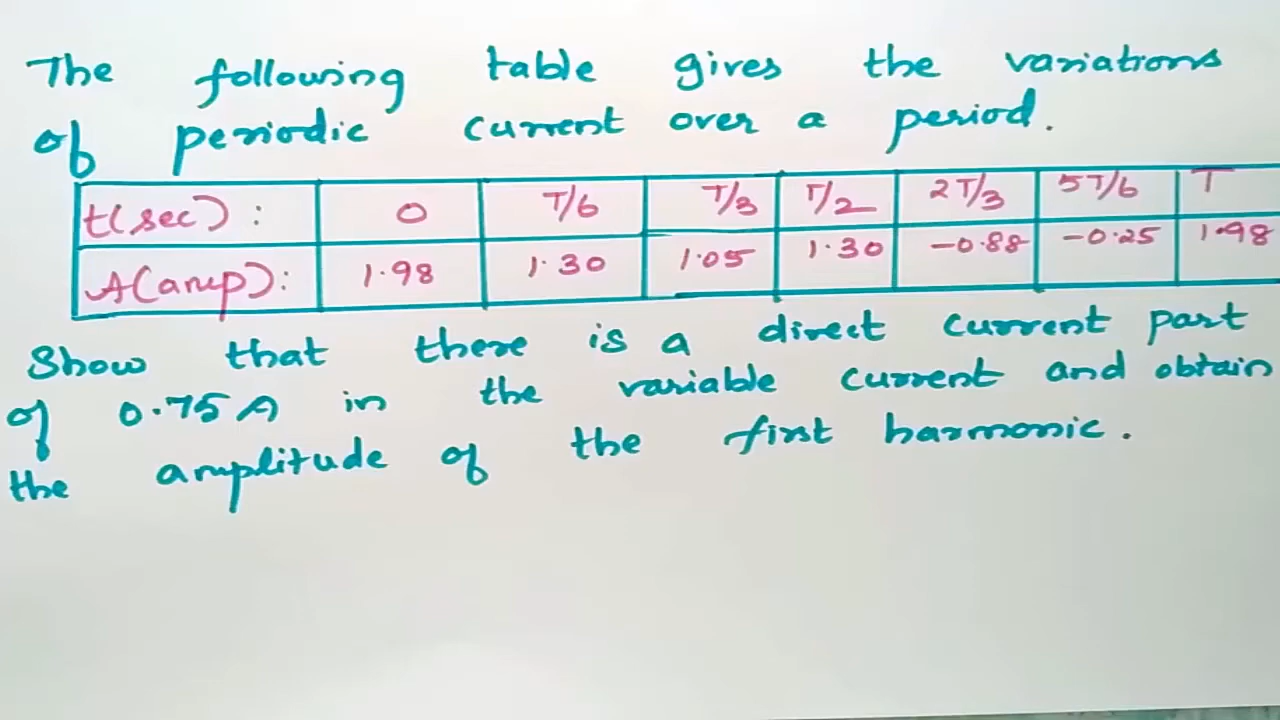 The following table gives the variations
of periodic current over a period.
t(sec) : 0 T/6 T/3 T/2 2T/3 5T/6 T
A(amp): 1.98 1.30 1.05 1.30 -0.88 -0.25 1.98
Show that there is a direct current part
of 0.75A in the variable current and obtain
the amplitude of the first harmonic.